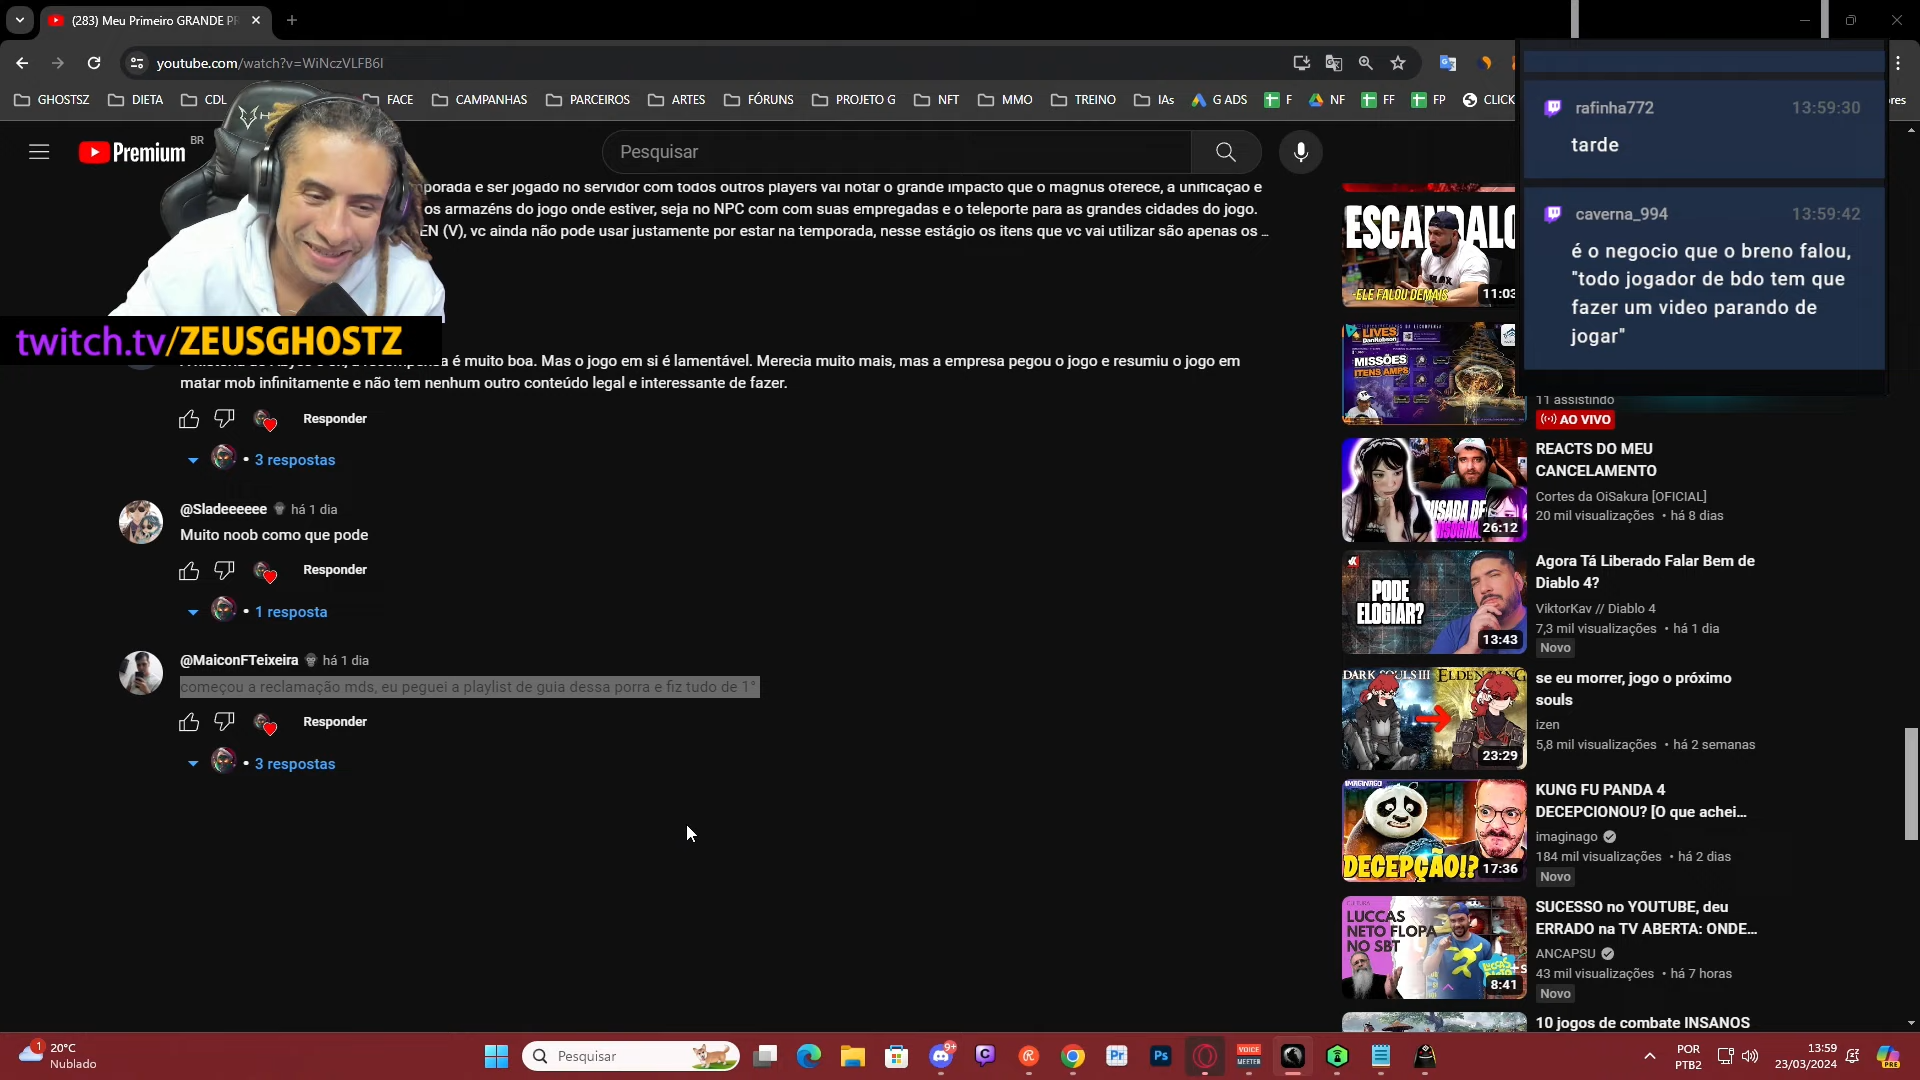 (283) Meu Primeiro GRANDE PR
youtube.com/watch?v=WiNczVLFB6I
GHOSTSZ
DIETA
CDL
FACE
CAMPANHAS
PARCEIROS
ARTES
FÓRUNS
PROJETO G
NFT
MMO
TREINO
IAs
G ADS
F
NF
FF
FP
CLICK
Premium
BR
Pesquisar
rafinha772 13:59:30
tarde
caverna_994 13:59:42
é o negocio que o breno falou,
"todo jogador de bdo tem que
fazer um video parando de
jogar"
mporada e ser jogado no servidor com todos outros players vai notar o grande impacto que o magnus oferece, a unificação e
os armazéns do jogo onde estiver, seja no NPC com com suas empregadas e o teleporte para as grandes cidades do jogo.
EN (V), vc ainda não pode usar justamente por estar na temporada, nesse estágio os itens que vc vai utilizar são apenas os ...
twitch.tv/ZEUSGHOSTZ
é muito boa. Mas o jogo em si é lamentável. Merecia muito mais, mas a empresa pegou o jogo e resumiu o jogo em
matar mob infinitamente e não tem nenhum outro conteúdo legal e interessante de fazer.
Responder
• 3 respostas
@Sladeeeeee há 1 dia
Muito noob como que pode
Responder
• 1 resposta
@MaiconFTeixeira há 1 dia
começou a reclamação mds, eu peguei a playlist de guia dessa porra e fiz tudo de 1°
Responder
• 3 respostas
ESCANDALO
-ELE FALOU DEMAIS
11:03
LIVES
DanRobson
MISSÕES
ITENS AMPS
11 assistindo
AO VIVO
26:12
REACTS DO MEU
CANCELAMENTO
Cortes da OiSakura [OFICIAL]
20 mil visualizações • há 8 dias
PODE
ELOGIAR?
13:43
Agora Tá Liberado Falar Bem de
Diablo 4?
ViktorKav // Diablo 4
7,3 mil visualizações • há 1 dia
Novo
DARK SOULS III
ELDEN RING
23:29
se eu morrer, jogo o próximo
souls
izen
5,8 mil visualizações • há 2 semanas
IMAGINAGO
DECEPÇÃO!?
17:36
KUNG FU PANDA 4
DECEPCIONOU? [O que achei...
imaginago
184 mil visualizações • há 2 dias
Novo
LUCCAS
NETO FLOPA
NO SBT
8:41
SUCESSO no YOUTUBE, deu
ERRADO na TV ABERTA: ONDE...
ANCAPSU
43 mil visualizações • há 7 horas
Novo
10 jogos de combate INSANOS
1
20°C
Nublado
Pesquisar
9+
Pr
Ps
VOICE
MEETER
POR
PTB2
13:59
23/03/2024
PRE